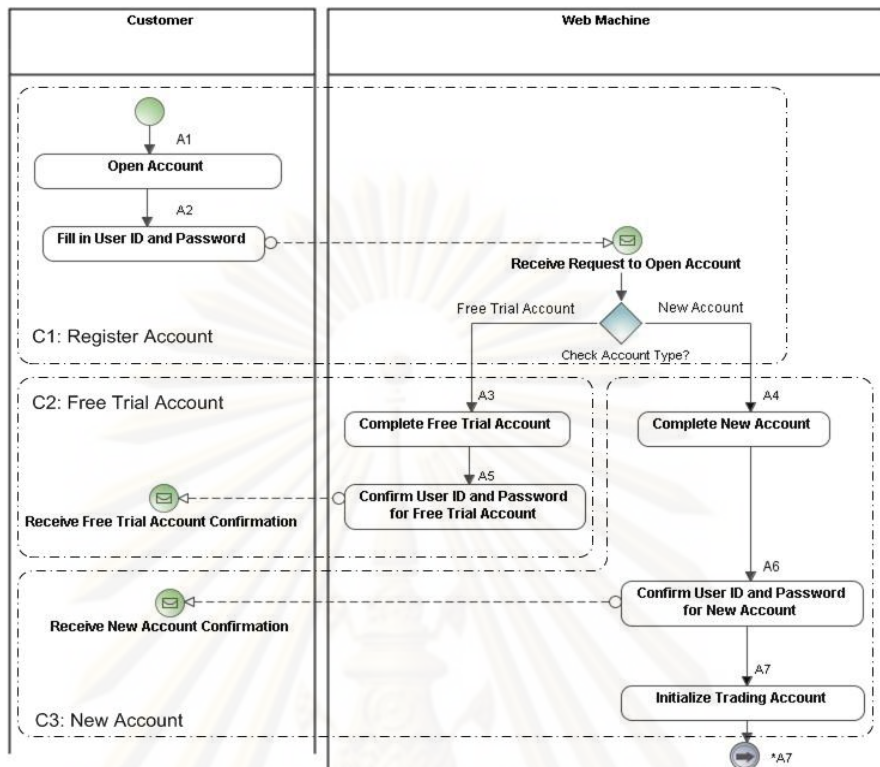 Customer
Web Machine
A1
Open Account
A2
Fill in User ID and Password
Receive Request to Open Account
Free Trial Account
New Account
C1: Register Account
Check Account Type?
C2: Free Trial Account
A3
A4
Complete Free Trial Account
Complete New Account
A5
Confirm User ID and Password
for Free Trial Account
Receive Free Trial Account Confirmation
A6
Confirm User ID and Password
for New Account
Receive New Account Confirmation
A7
Initialize Trading Account
C3: New Account
*A7